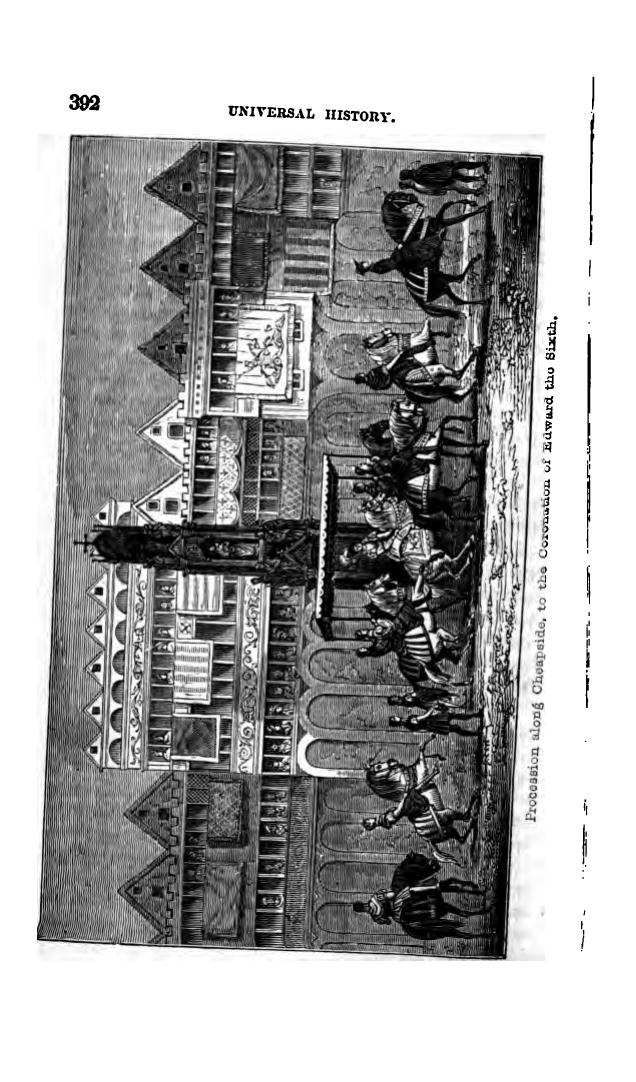 392
UNIVERSAL HISTORY.
Procession along Cheapside, to the Coronation of Edward the Sixth.